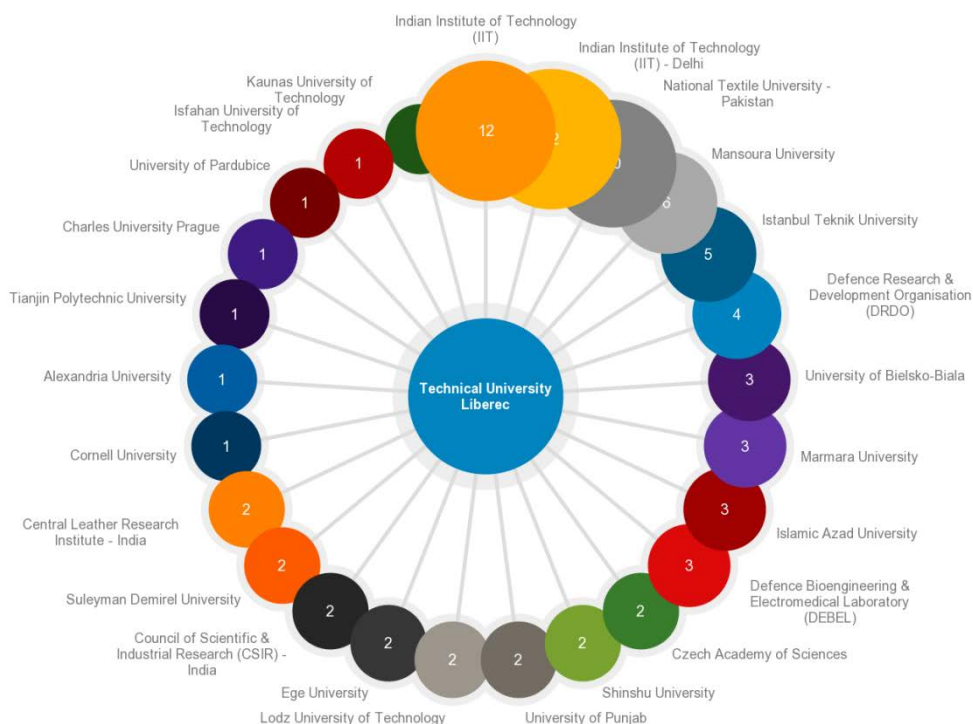 Indian Institute of Technology
(IIT)
12
Indian Institute of Technology
(IIT) - Delhi
2
National Textile University -
Pakistan
0
Mansoura University
6
Istanbul Teknik University
5
Defence Research &
Development Organisation
(DRDO)
4
University of Bielsko-Biala
3
Marmara University
3
Islamic Azad University
3
Defence Bioengineering &
Electromedical Laboratory
(DEBEL)
3
Czech Academy of Sciences
2
Shinshu University
2
University of Punjab
2
Lodz University of Technology
2
Ege University
2
Council of Scientific &
Industrial Research (CSIR) -
India
2
Suleyman Demirel University
2
Central Leather Research
Institute - India
2
Cornell University
1
Alexandria University
1
Tianjin Polytechnic University
1
Charles University Prague
1
University of Pardubice
1
Isfahan University of
Technology
1
Kaunas University of
Technology
Technical University
Liberec